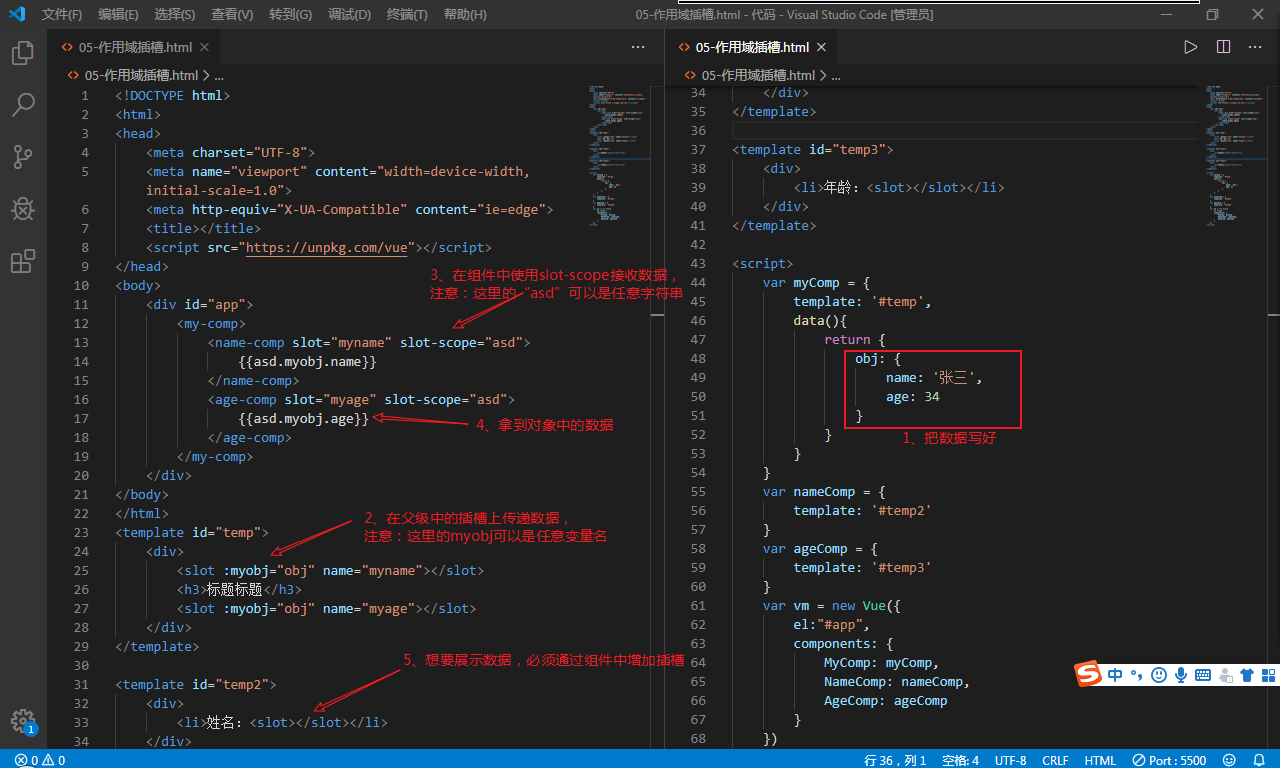 文件(F) 编辑(E) 选择(S) 查看(V) 转到(G) 调试(D) 终端(T) 帮助(H) 05-作用域插槽.html - 代码 - Visual Studio Code [管理员]
05-作用域插槽.html
05-作用域插槽.html > ...
1 <!DOCTYPE html>
2 <html>
3 <head>
4 <meta charset="UTF-8">
5 <meta name="viewport" content="width=device-width,
initial-scale=1.0">
6 <meta http-equiv="X-UA-Compatible" content="ie=edge">
7 <title></title>
8 <script src="https://unpkg.com/vue"></script>
9 </head>
10 <body>
11 <div id="app">
12 <my-comp>
13 <name-comp slot="myname" slot-scope="asd">
14 {{asd.myobj.name}}
15 </name-comp>
16 <age-comp slot="myage" slot-scope="asd">
17 {{asd.myobj.age}}
18 </age-comp>
19 </my-comp>
20 </div>
21 </body>
22 </html>
23 <template id="temp">
24 <div>
25 <slot :myobj="obj" name="myname"></slot>
26 <h3>标题标题</h3>
27 <slot :myobj="obj" name="myage"></slot>
28 </div>
29 </template>
30
31 <template id="temp2">
32 <div>
33 <li>姓名：<slot></slot></li>
34 </div>
3、在组件中使用slot-scope接收数据，
注意：这里的“asd”可以是任意字符串
4、拿到对象中的数据
2、在父级中的插槽上传递数据，
注意：这里的myobj可以是任意变量名
5、想要展示数据，必须通过组件中增加插槽
05-作用域插槽.html
05-作用域插槽.html > ...
34 </div>
35 </template>
36
37 <template id="temp3">
38 <div>
39 <li>年龄：<slot></slot></li>
40 </div>
41 </template>
42
43 <script>
44 var myComp = {
45 template: '#temp',
46 data(){
47 return {
48 obj: {
49 name: '张三',
50 age: 34
51 }
52 }
53 }
54 }
55 var nameComp = {
56 template: '#temp2'
57 }
58 var ageComp = {
59 template: '#temp3'
60 }
61 var vm = new Vue({
62 el:"#app",
63 components: {
64 MyComp: myComp,
65 NameComp: nameComp,
66 AgeComp: ageComp
67 }
68 })
1、把数据写好
S 中
1
0 0 行 36，列 1 空格: 4 UTF-8 CRLF HTML Port : 5500